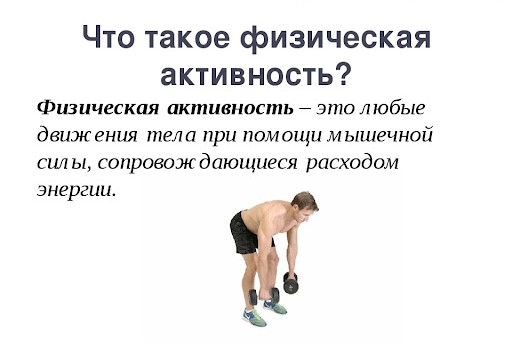 Что такое физическая
активность?
Физическая активность – это любые
движения тела при помощи мышечной
силы, сопровождающиеся расходом
энергии.